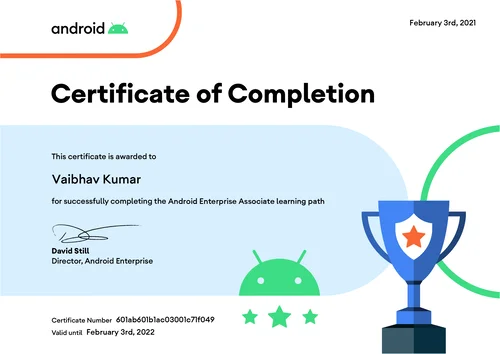 android
February 3rd, 2021
Certificate of Completion
This certificate is awarded to
Vaibhav Kumar
for successfully completing the Android Enterprise Associate learning path
David Still
Director, Android Enterprise
Certificate Number 601ab601b1ac03001c71f049
Valid until February 3rd, 2022